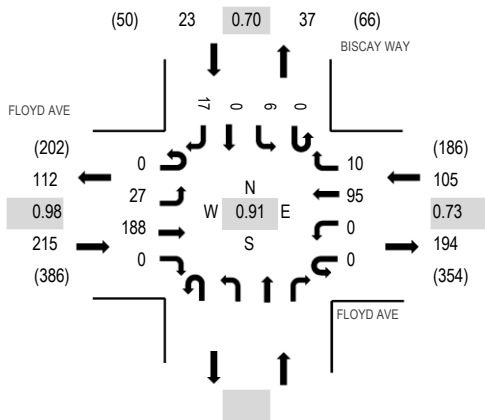 (50) 23 0.70 37 (66)
BISCAY WAY
FLOYD AVE
17 0 6 0
(202) (186)
112 0 10 105
27 N 95
0.98 W 0.91 E 0.73
188 S 0
215 0 0 194
(386) (354)
FLOYD AVE